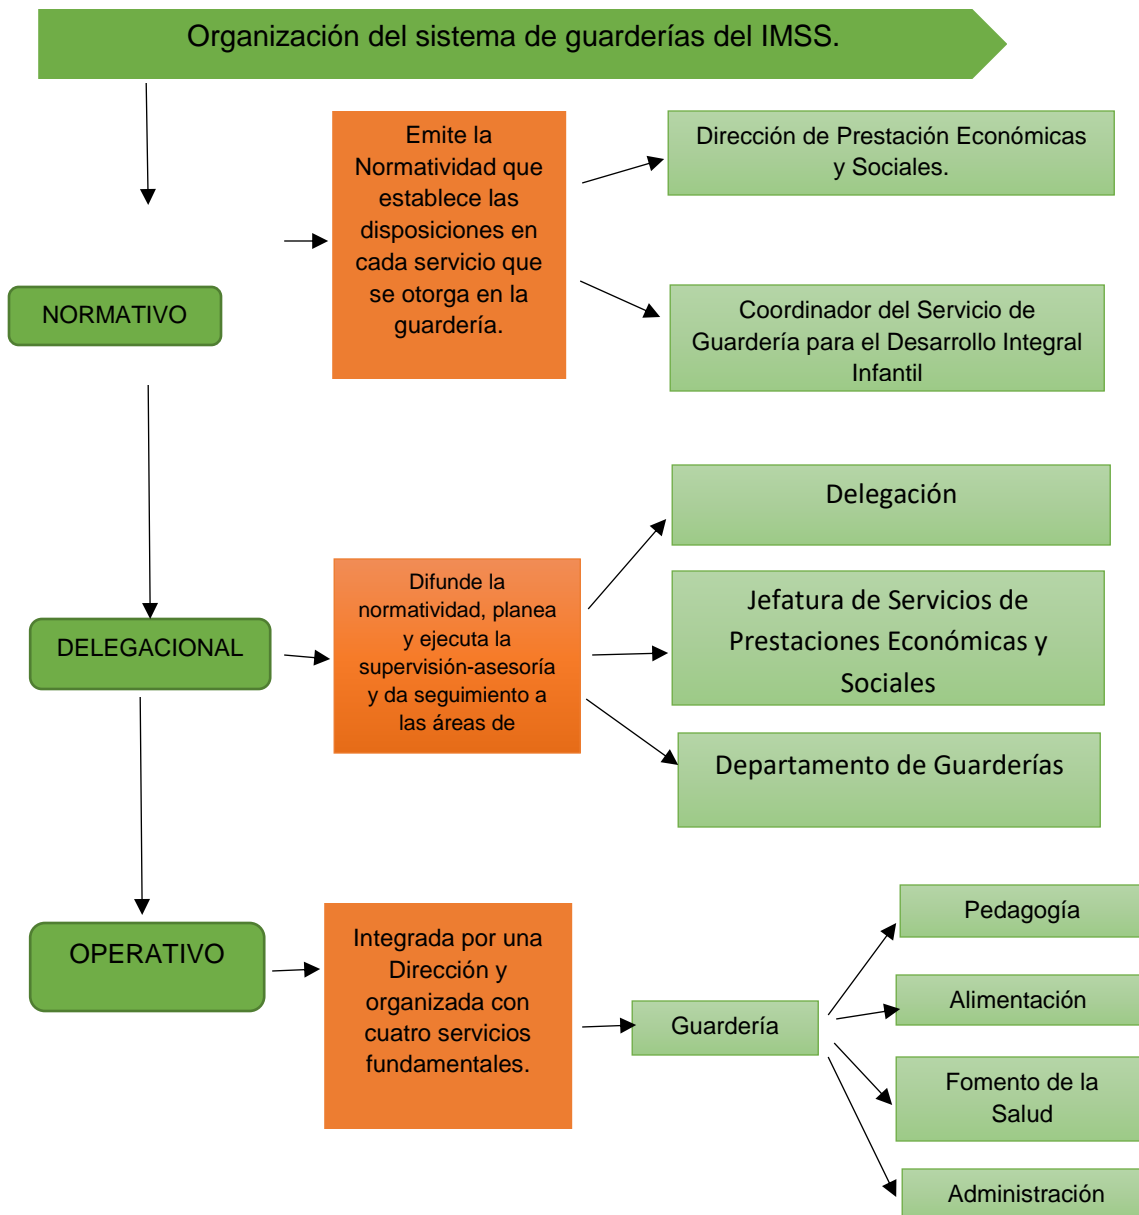 Organización del sistema de guarderías del IMSS.
NORMATIVO
Emite la
Normatividad que
establece las
disposiciones en
cada servicio que
se otorga en la
guardería.
Dirección de Prestación Económicas
y Sociales.
Coordinador del Servicio de
Guardería para el Desarrollo Integral
Infantil
DELEGACIONAL
Difunde la
normatividad, planea
y ejecuta la
supervisión-asesoría
y da seguimiento a
las áreas de
Delegación
Jefatura de Servicios de
Prestaciones Económicas y
Sociales
Departamento de Guarderías
OPERATIVO
Integrada por una
Dirección y
organizada con
cuatro servicios
fundamentales.
Guardería
Pedagogía
Alimentación
Fomento de la
Salud
Administración